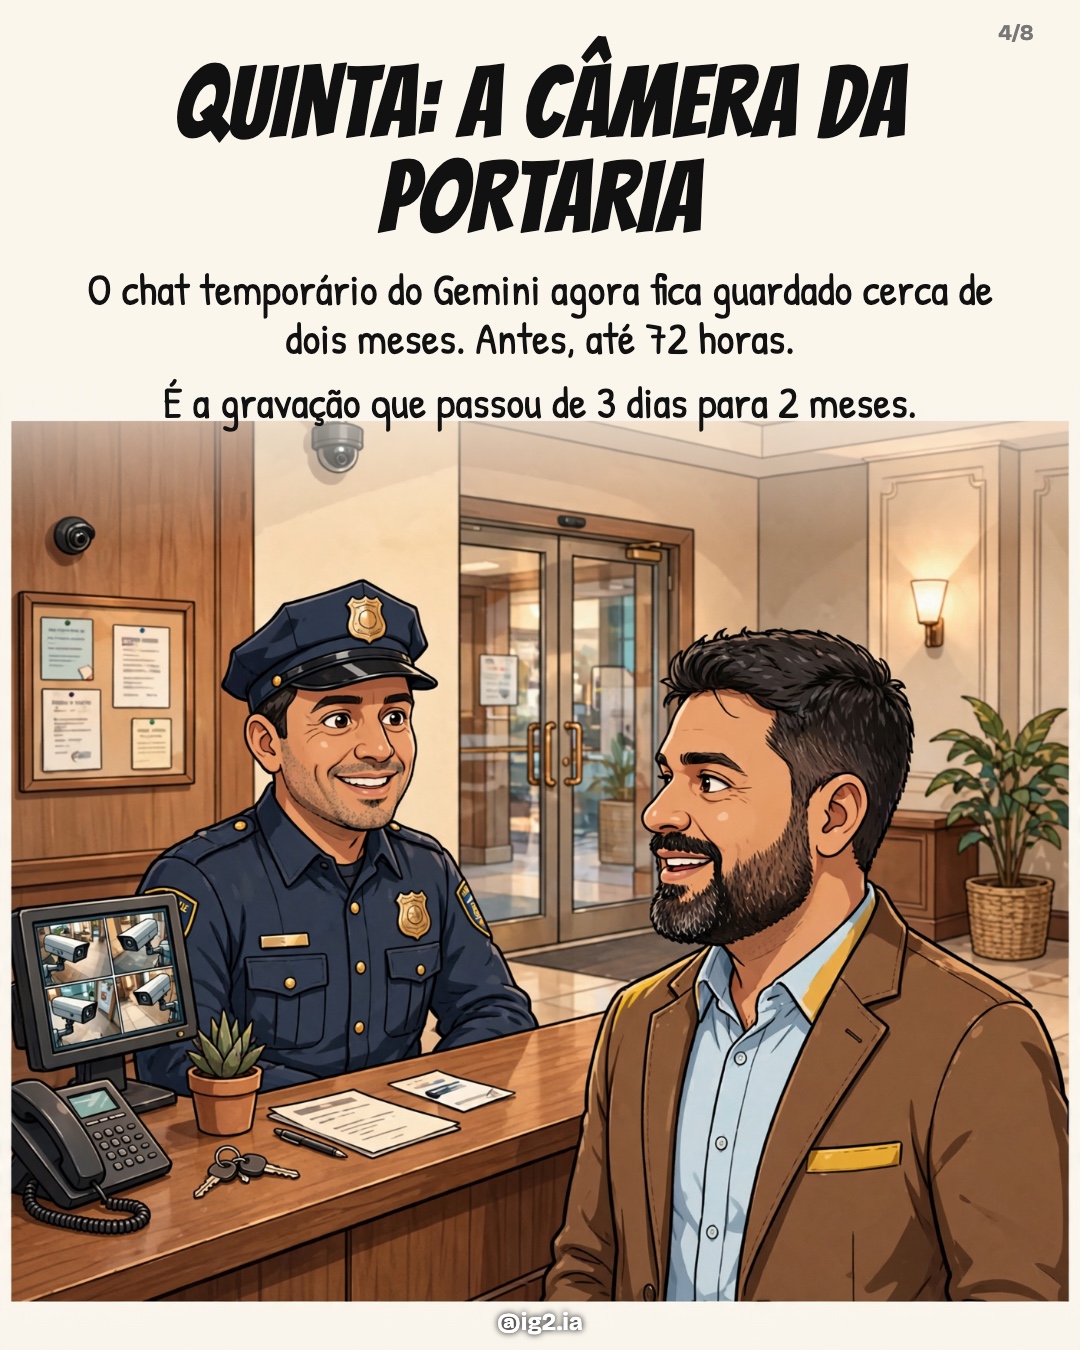 4/8
QUINTA: A CÂMERA DA
PORTARIA
O chat temporário do Gemini agora fica guardado cerca de
dois meses. Antes, até 72 horas.
É a gravação que passou de 3 dias para 2 meses.
@ig2.ia